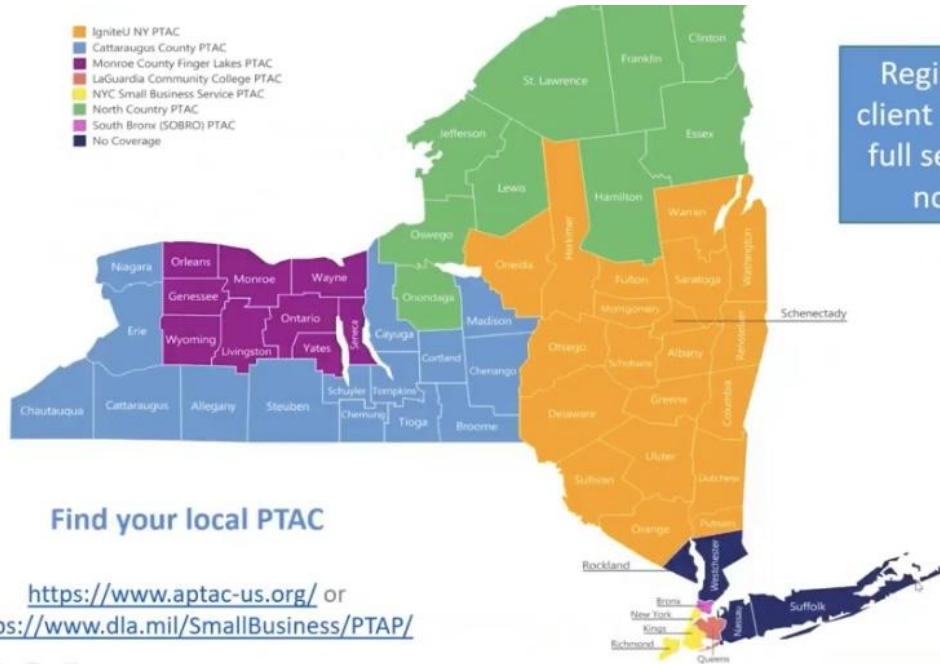 IgniteU NY PTAC
Cattaraugus County PTAC
Monroe County Finger Lakes PTAC
LaGuardia Community College PTAC
NYC Small Business Service PTAC
North Country PTAC
South Bronx (SOBRO) PTAC
No Coverage
Regi
client
full se
no
Clinton
Franklin
St. Lawrence
Essex
Jefferson
Lewis
Hamilton
Warren
Washington
Herkimer
Oswego
Oneida
Fulton
Saratoga
Niagara
Orleans
Monroe
Wayne
Genessee
Onondaga
Montgomery
Madison
Schenectady
Erie
Wyoming
Livingston
Ontario
Yates
Seneca
Cayuga
Cortland
Chenango
Otsego
Schoharie
Albany
Rensselaer
Chautauqua
Cattaraugus
Allegany
Steuben
Schuyler
Tompkins
Chemung
Tioga
Broome
Delaware
Greene
Columbia
Ulster
Sullivan
Dutchess
Orange
Putnam
Find your local PTAC
Rockland
Westchester
https://www.aptac-us.org/ or
ps://www.dla.mil/SmallBusiness/PTAP/
Bronx
New York
Kings
Richmond
Queens
Nassau
Suffolk